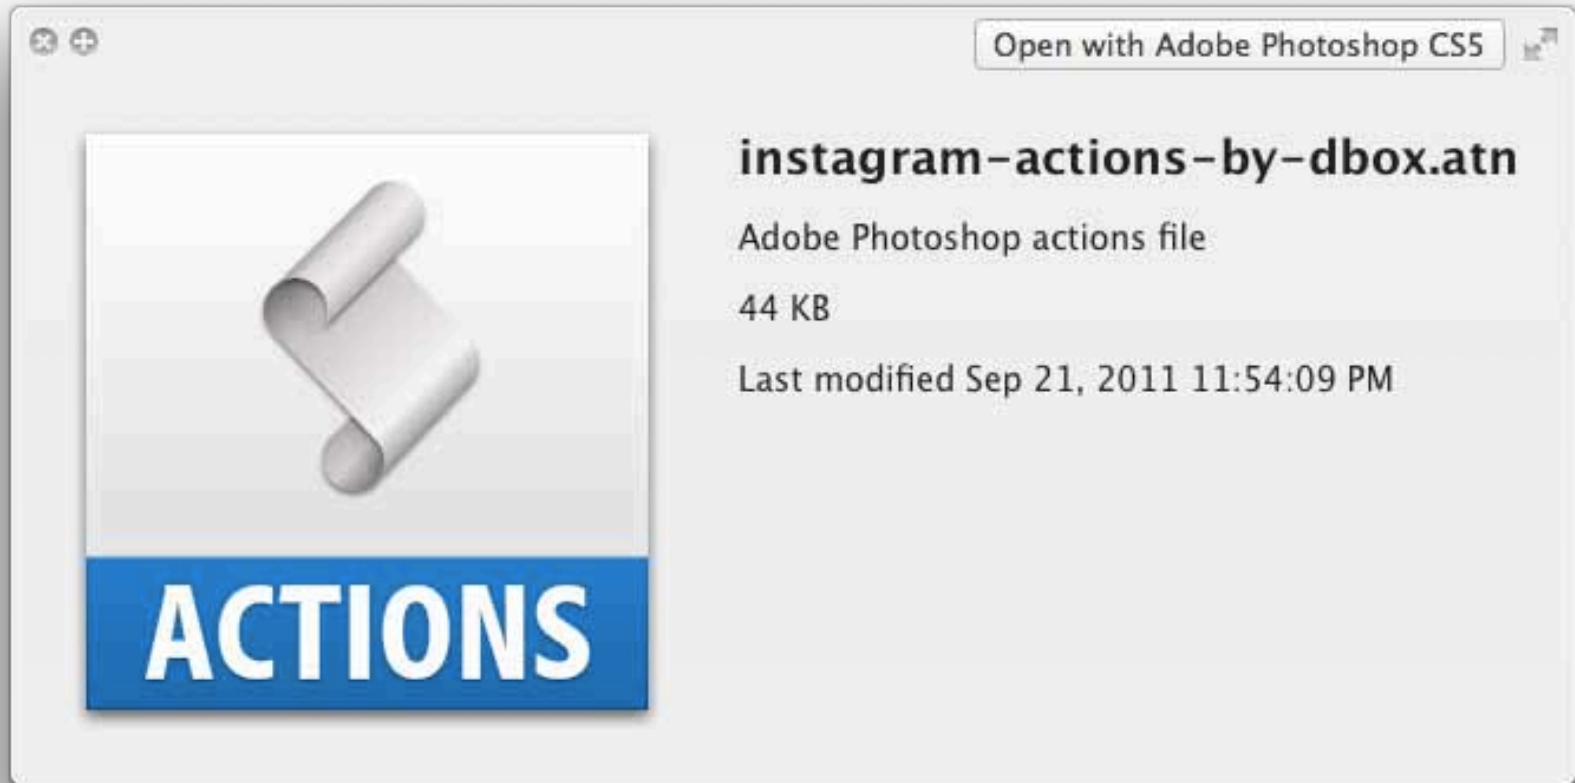 Open with Adobe Photoshop CS5
instagram-actions-by-dbox.atn
Adobe Photoshop actions file
44 KB
Last modified Sep 21, 2011 11:54:09 PM
ACTIONS